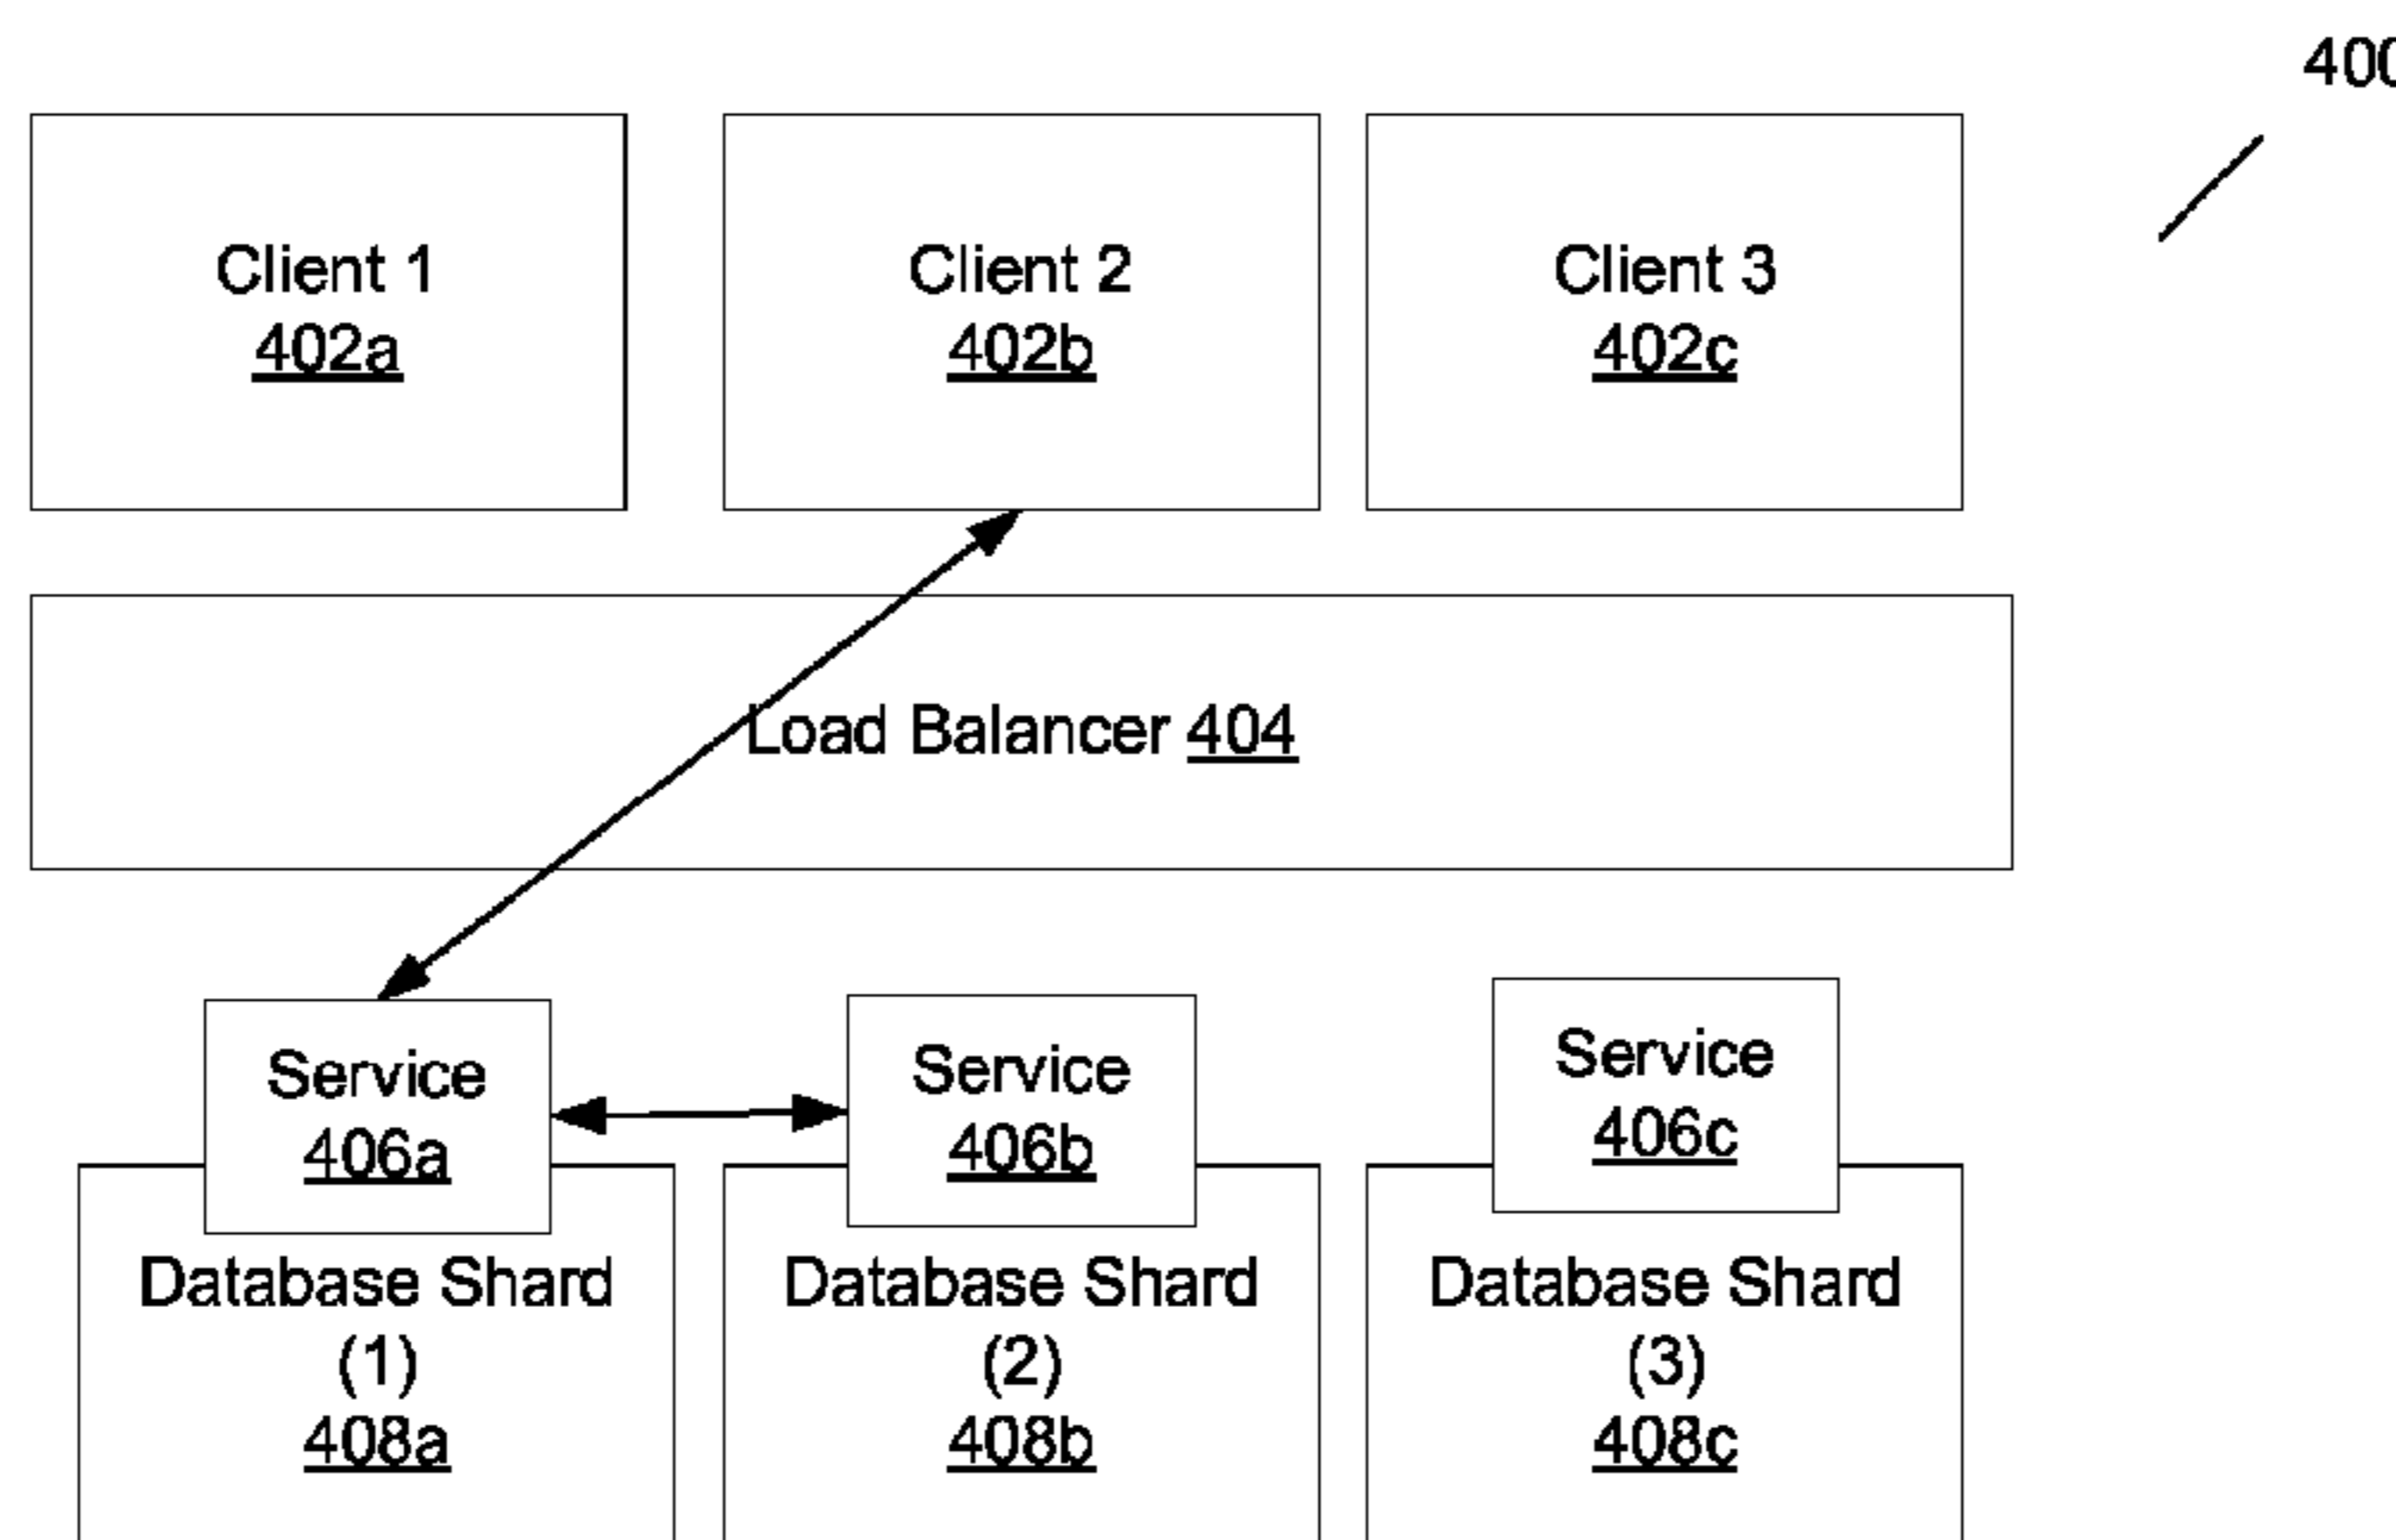 400
Client 1
402a
Client 2
402b
Client 3
402c
Load Balancer 404
Service
406a
Service
406b
Service
406c
Database Shard
(1)
408a
Database Shard
(2)
408b
Database Shard
(3)
408c